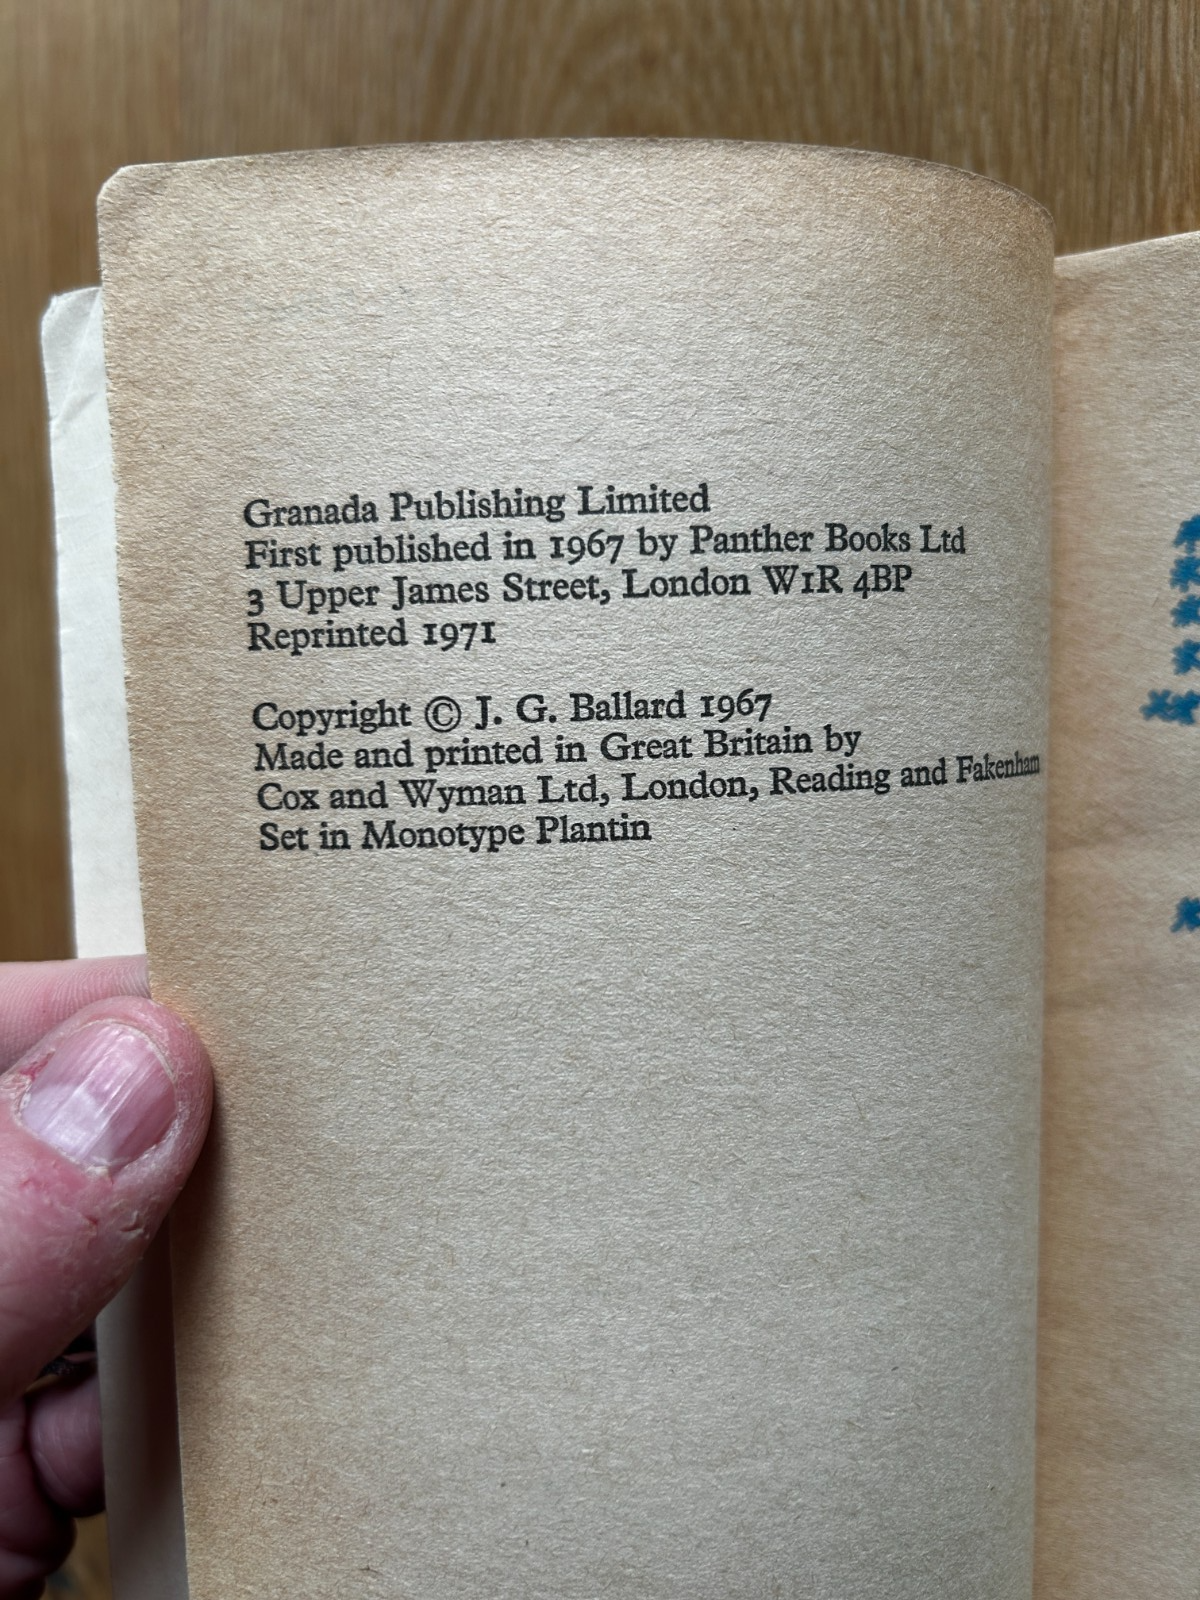 Granada Publishing Limited
First published in 1967 by Panther Books Ltd
3 Upper James Street, London W1R 4BP
Reprinted 1971
Copyright © J. G. Ballard 1967
Made and printed in Great Britain by
Cox and Wyman Ltd, London, Reading and Fakenham
Set in Monotype Plantin